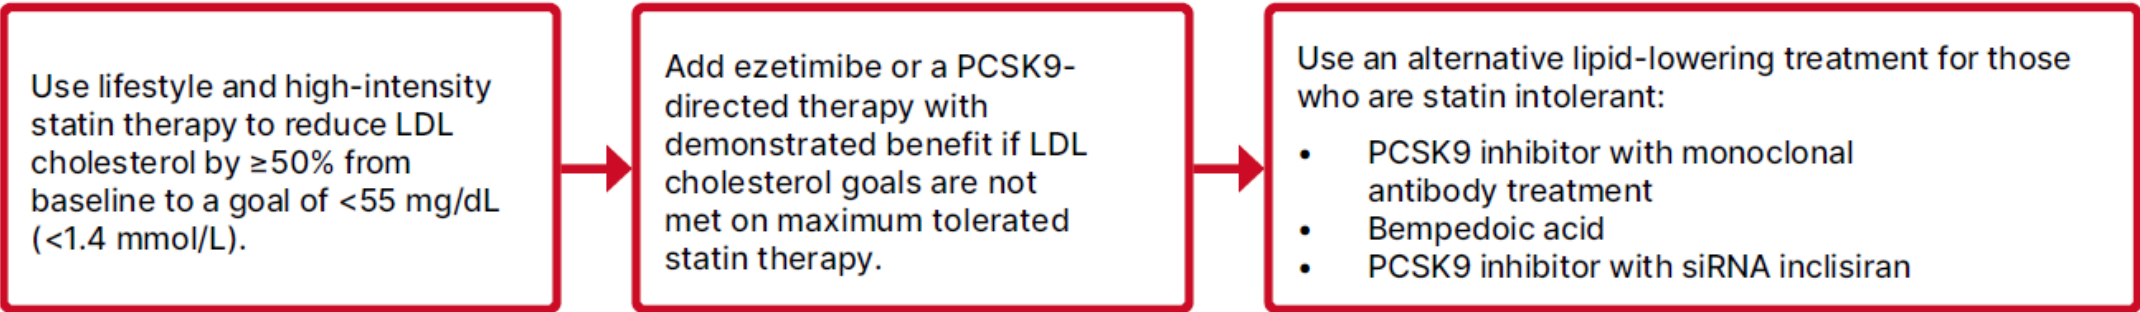 Use lifestyle and high-intensity
statin therapy to reduce LDL
cholesterol by ≥50% from
baseline to a goal of <55 mg/dL
(<1.4 mmol/L).
Add ezetimibe or a PCSK9-
directed therapy with
demonstrated benefit if LDL
cholesterol goals are not
met on maximum tolerated
statin therapy.
Use an alternative lipid-lowering treatment for those
who are statin intolerant:
• PCSK9 inhibitor with monoclonal
antibody treatment
• Bempedoic acid
• PCSK9 inhibitor with siRNA inclisiran